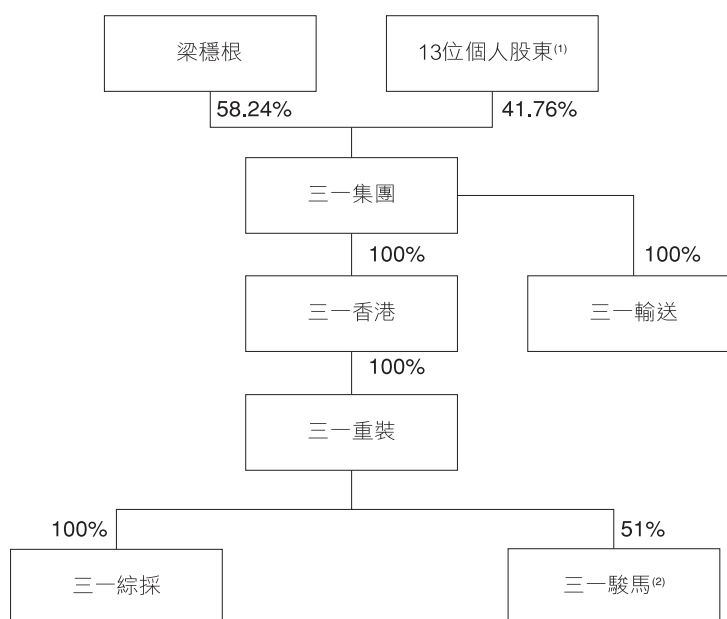 梁穩根
13位個人股東(1)
58.24%
41.76%
三一集團
100%
100%
三一香港
三一輸送
100%
三一重裝
100%
51%
三一綜採
三一駿馬(2)